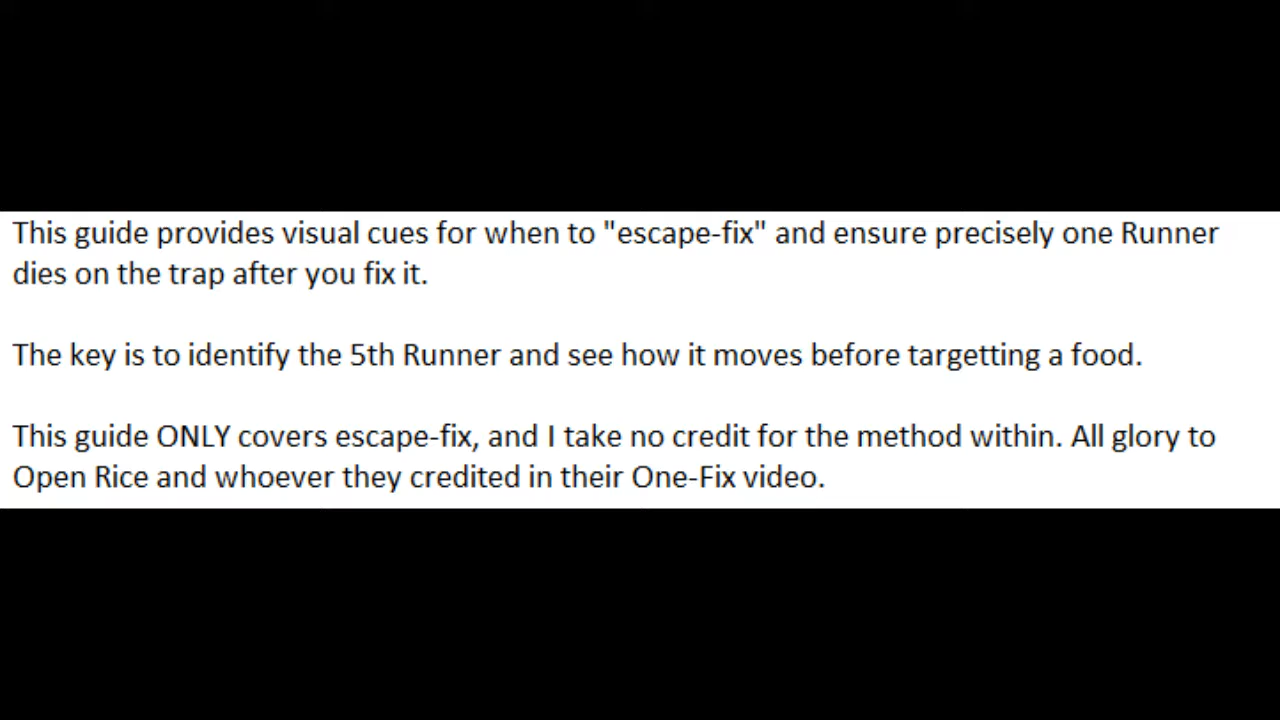 This guide provides visual cues for when to "escape-fix" and ensure precisely one Runner
dies on the trap after you fix it.
The key is to identify the 5th Runner and see how it moves before targetting a food.
This guide ONLY covers escape-fix, and I take no credit for the method within. All glory to
Open Rice and whoever they credited in their One-Fix video.